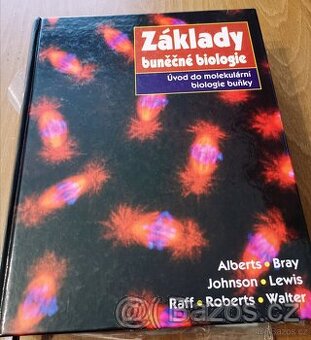 Základy
buněčné biologie
Úvod do molekulární
biologie buňky
Alberts • Bray
Johnson • Lewis
Raff • Roberts • Walter
Bazos.cz